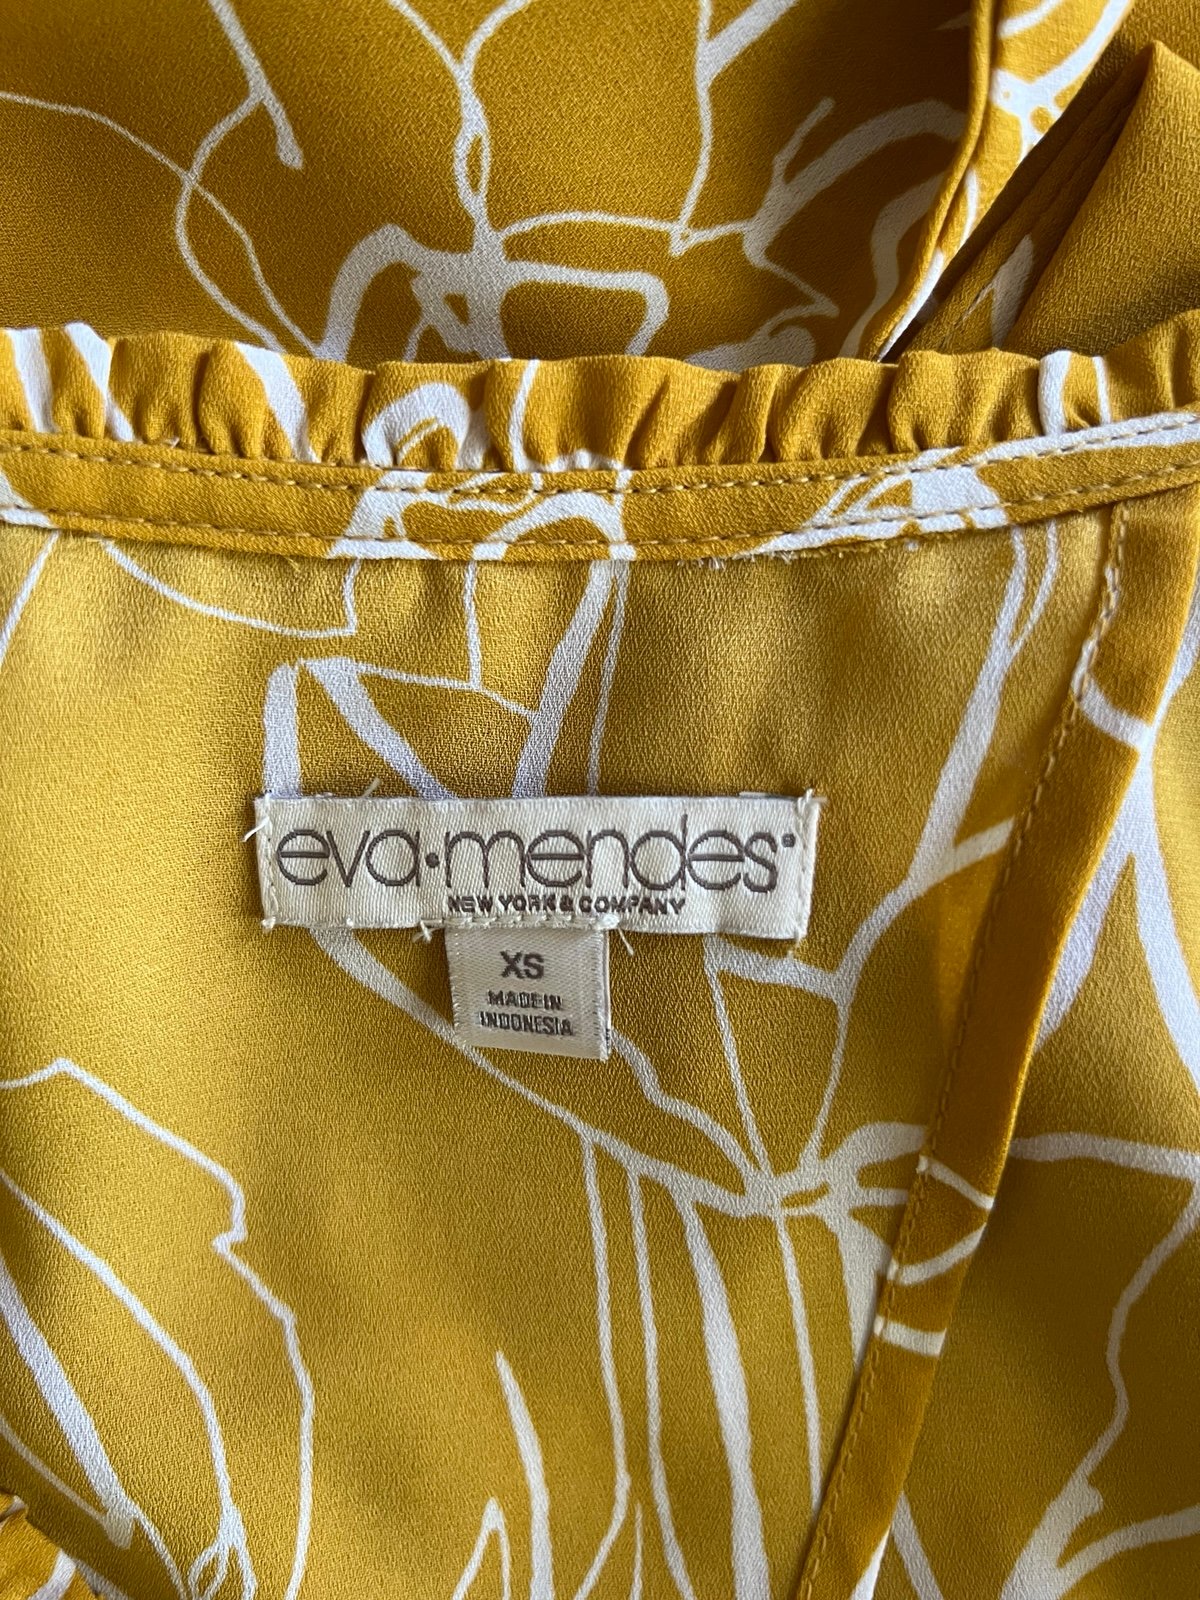 eva•mendes®
NEW YORK & COMPANY
XS
MADE IN
INDONESIA